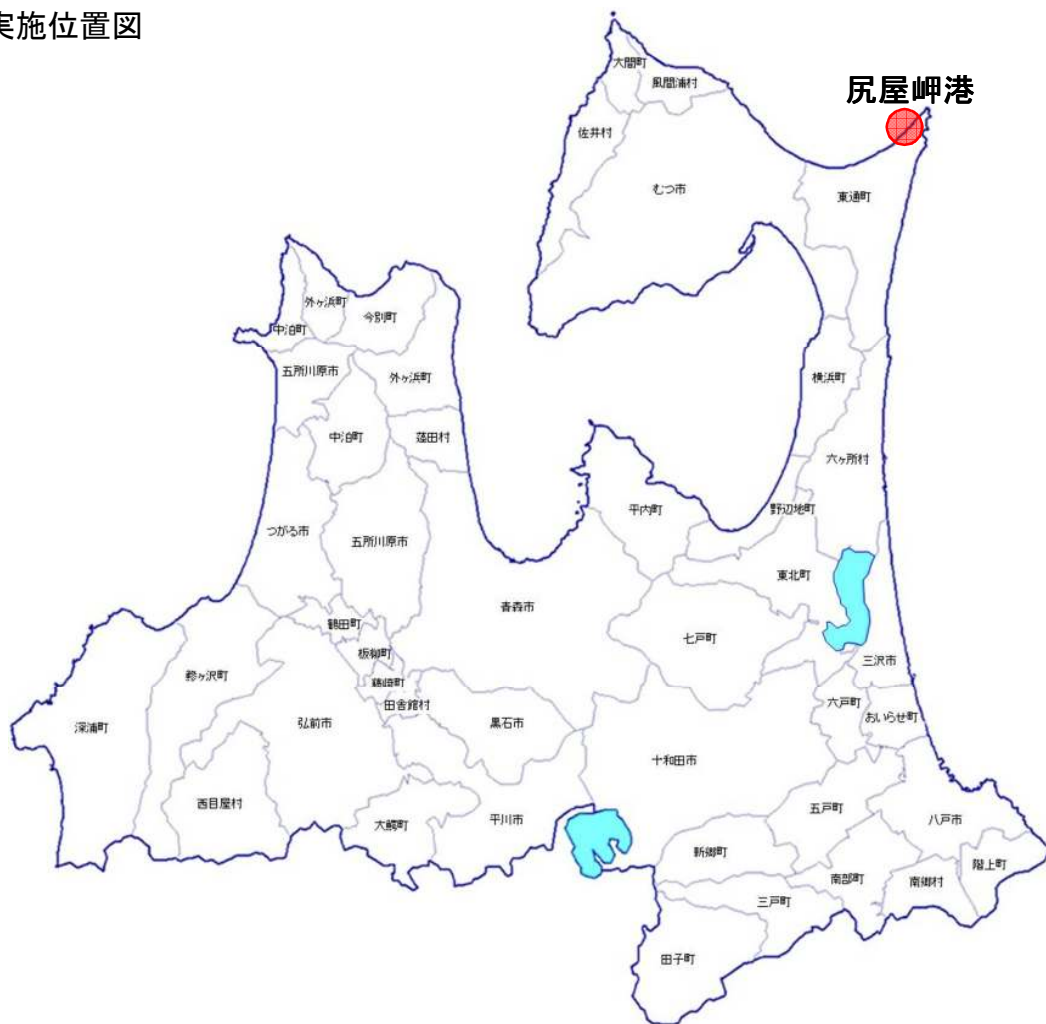 実施位置図
大間町
風間浦村
尻屋岬港
佐井村
むつ市
東通町
外ヶ浜町
今別町
中泊町
五所川原市
外ヶ浜町
横浜町
中泊町
蓬田村
六ヶ所村
平内町
野辺地町
つがる市
五所川原市
東北町
青森市
鶴田町
七戸町
板柳町
三沢市
鯵ヶ沢町
藤崎町
田舎館村
六戸町
おいらせ町
深浦町
弘前市
黒石市
十和田市
西目屋村
五戸町
大鰐町
平川市
八戸市
新郷町
階上町
南部町
南郷村
三戸町
田子町